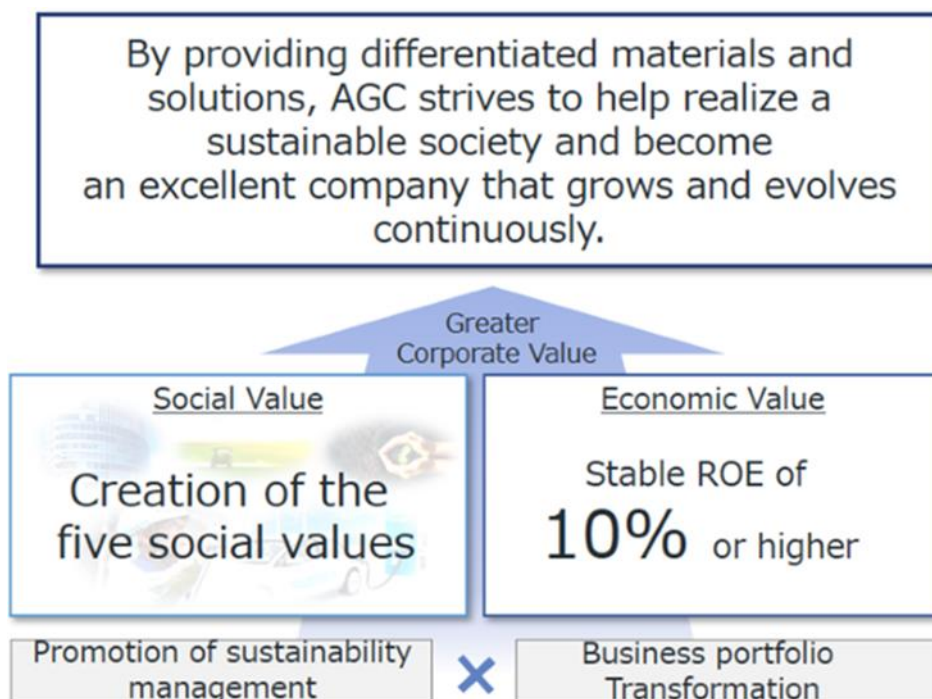 By providing differentiated materials and
solutions, AGC strives to help realize a
sustainable society and become
an excellent company that grows and evolves
continuously.
Greater
Corporate Value
Social Value
Creation of the
five social values
Economic Value
Stable ROE of
10% or higher
Promotion of sustainability
management
×
Business portfolio
Transformation